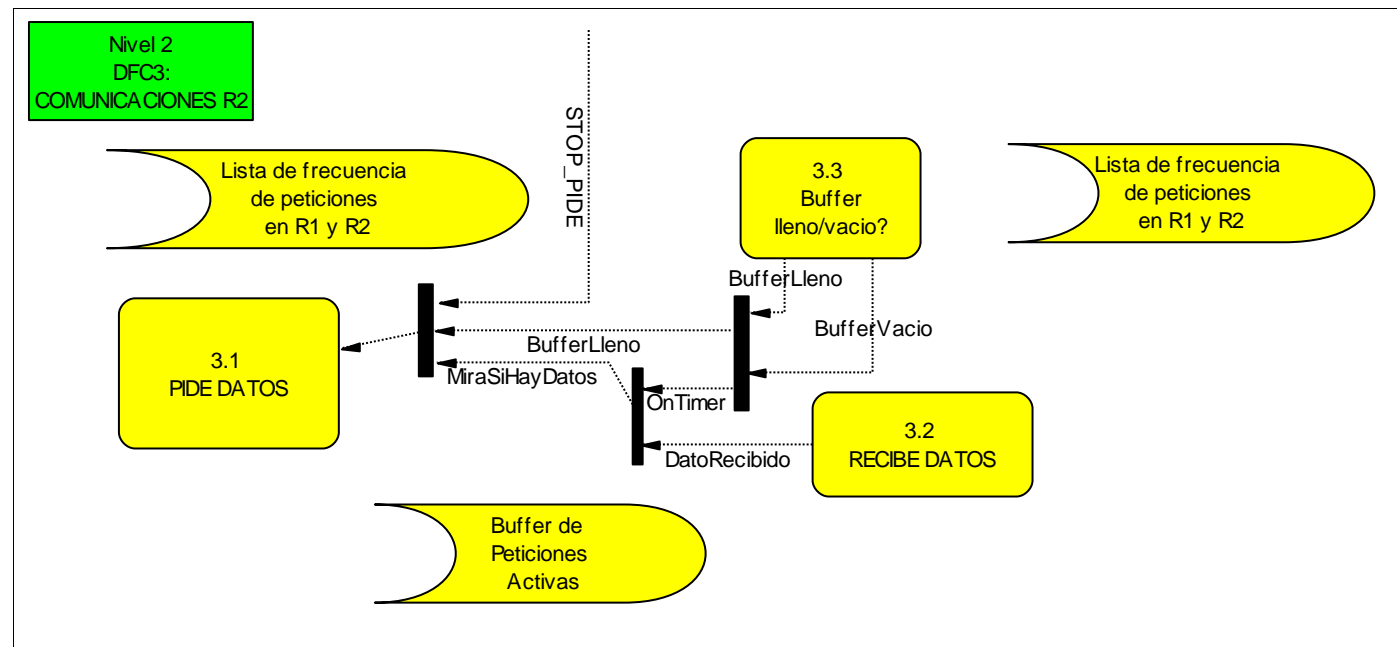 Nivel 2
DFC3:
COMUNICACIONES R2
STOP_PIDE
Lista de frecuencia
de peticiones
en R1 y R2
3.3
Buffer
lleno/vacio?
Lista de frecuencia
de peticiones
en R1 y R2
BufferLleno
BufferVacio
BufferLleno
3.1
PIDE DATOS
MiraSiHayDatos
OnTimer
3.2
RECIBE DATOS
DatoRecibido
Buffer de
Peticiones
Activas